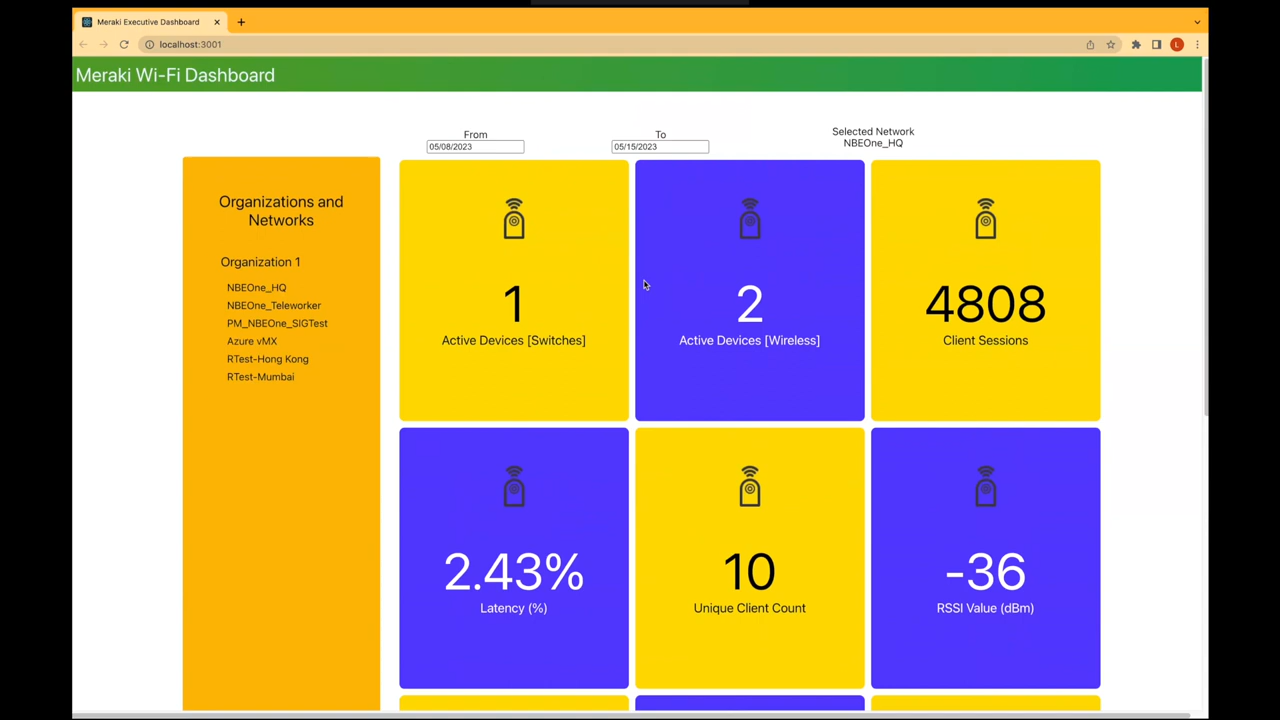 Meraki Executive Dashboard
localhost:3001
L
Meraki Wi-Fi Dashboard
From
05/08/2023
To
05/15/2023
Selected Network
NBEOne_HQ
Organizations and
Networks
Organization 1
NBEOne_HQ
NBEOne_Teleworker
PM_NBEOne_SIGTest
Azure vMX
RTest-Hong Kong
RTest-Mumbai
1
Active Devices [Switches]
2
Active Devices [Wireless]
4808
Client Sessions
2.43%
Latency (%)
10
Unique Client Count
-36
RSSI Value (dBm)